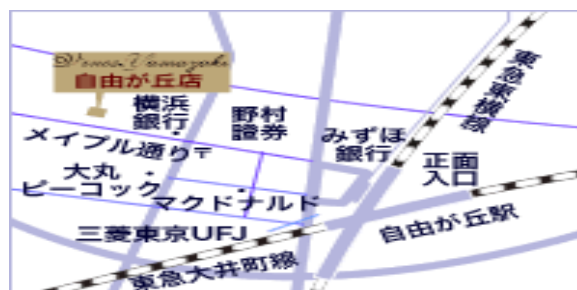 Vinos Yamazaki
自由が丘店
横浜
銀行
野村
證券
みずほ
銀行
東急東横線
メイプル通り〒
大丸
ピーコック
マクドナルド
正面
入口
三菱東京UFJ
自由が丘駅
東急大井町線